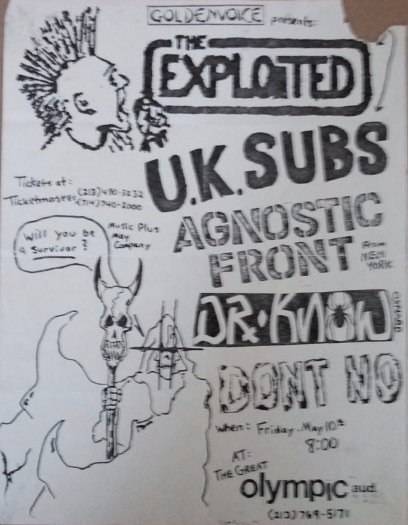 GOLDENVOICE presents:
THE
EXPLOITED
U.K. SUBS
Tickets at:
Ticketmaster (213) 480-3232
(714) 740-2000
Music Plus
May
Company
AGNOSTIC
FRONT
from
NEW
YORK
Will you be
a survivor?
DR. KNOW
OXNARD
DONT NO
When: Friday, May 10th
8:00
AT:
THE GREAT
olympic aud.
(213) 749-5171